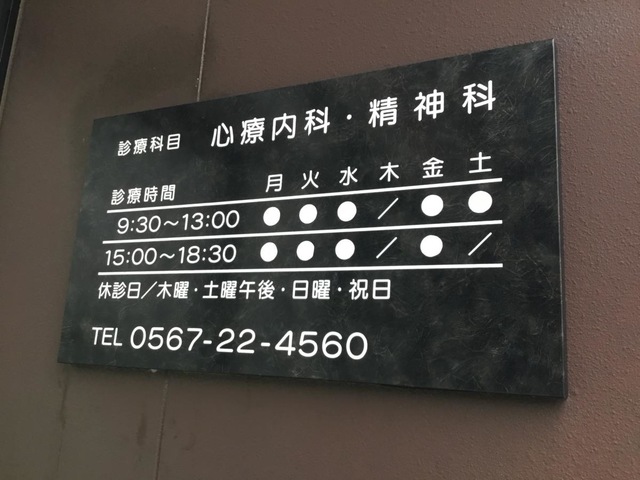 診療科目 心療内科・精神科
診療時間 月 火 水 木 金 土
9:30～13:00 ● ● ● ／ ● ●
15:00～18:30 ● ● ● ／ ● ／
休診日／木曜・土曜午後・日曜・祝日
TEL 0567-22-4560